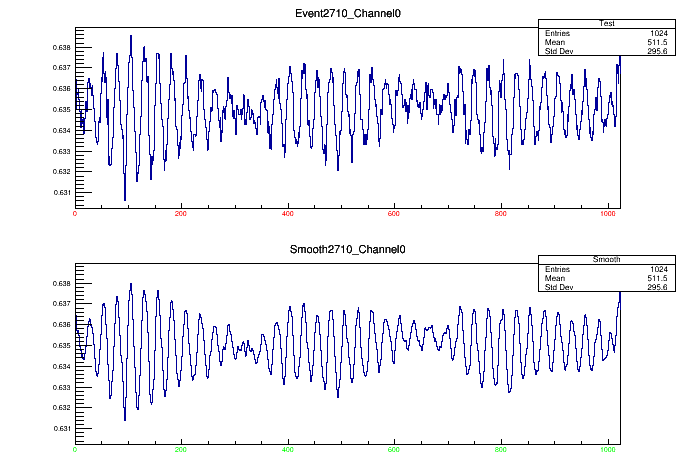 Event2710_Channel0
Test
Entries 1024
Mean 511.5
Std Dev 295.6
0.638
0.637
0.636
0.635
0.634
0.633
0.632
0.631
0 200 400 600 800 1000
Smooth2710_Channel0
Smooth
Entries 1024
Mean 511.5
Std Dev 295.6
0.638
0.637
0.636
0.635
0.634
0.633
0.632
0.631
0 200 400 600 800 1000